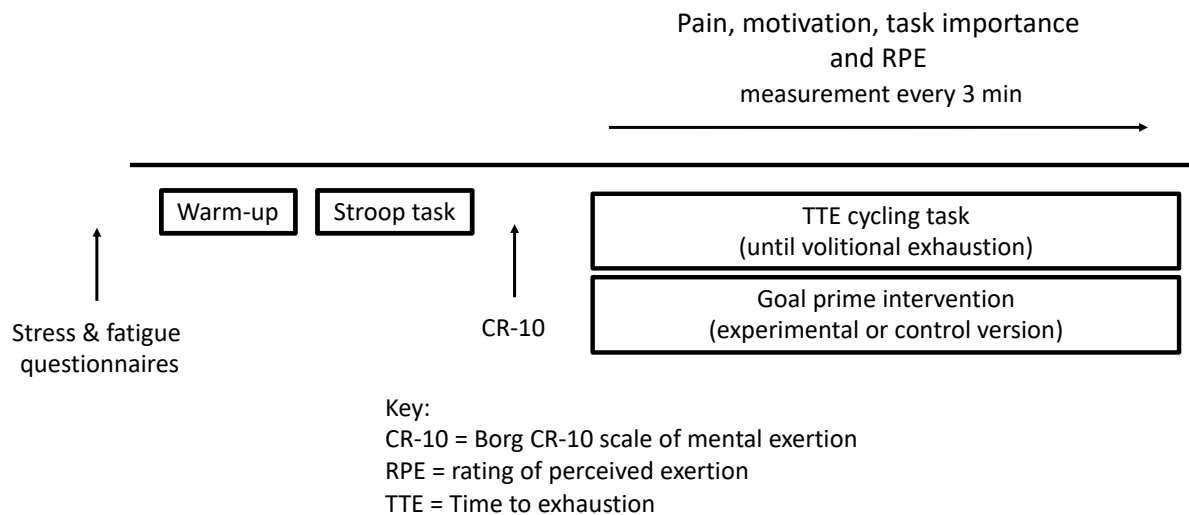 Pain, motivation, task importance
and RPE
measurement every 3 min
Warm-up
Stroop task
TTE cycling task
(until volitional exhaustion)
Goal prime intervention
(experimental or control version)
Stress & fatigue
questionnaires
CR-10
Key:
CR-10 = Borg CR-10 scale of mental exertion
RPE = rating of perceived exertion
TTE = Time to exhaustion